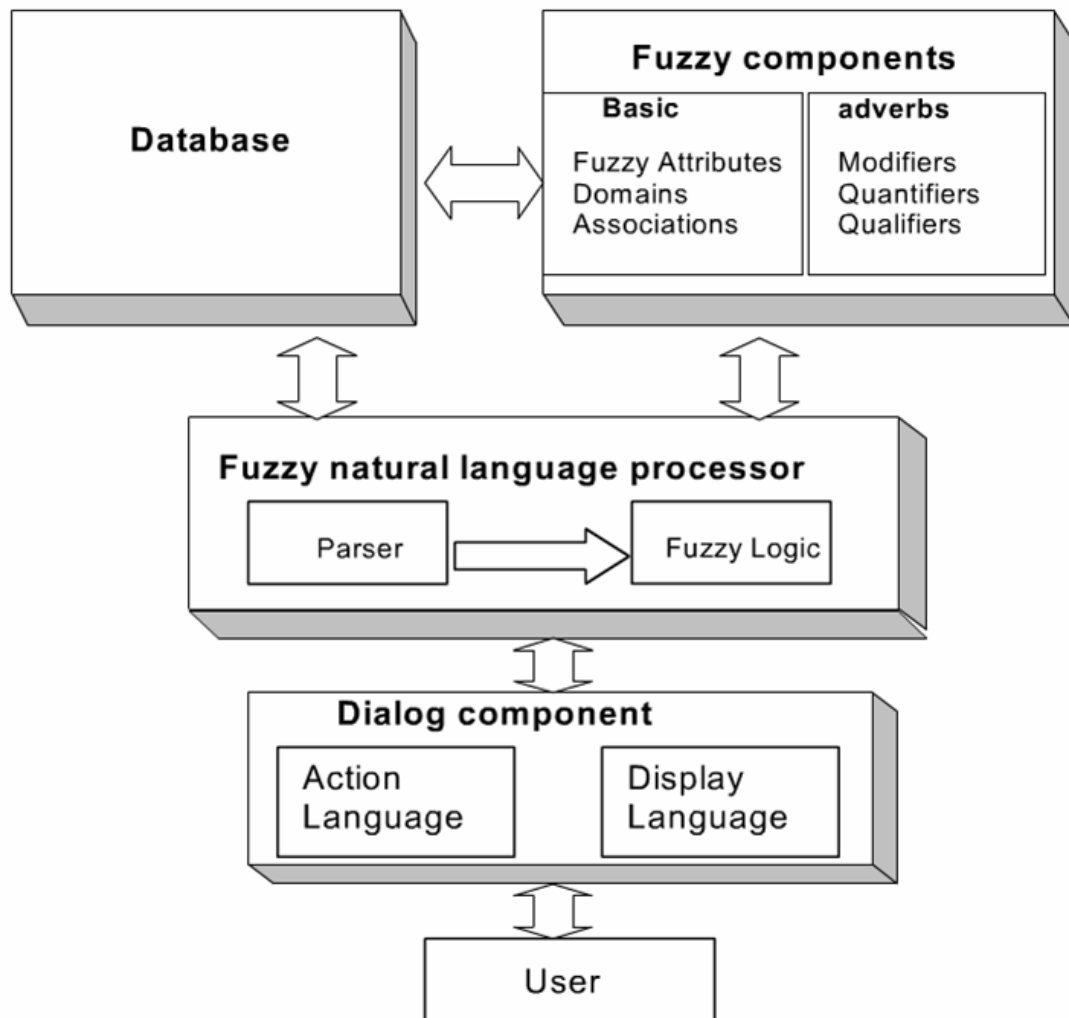 Database
Fuzzy components
Basic
Fuzzy Attributes
Domains
Associations
adverbs
Modifiers
Quantifiers
Qualifiers
Fuzzy natural language processor
Parser
Fuzzy Logic
Dialog component
Action
Language
Display
Language
User